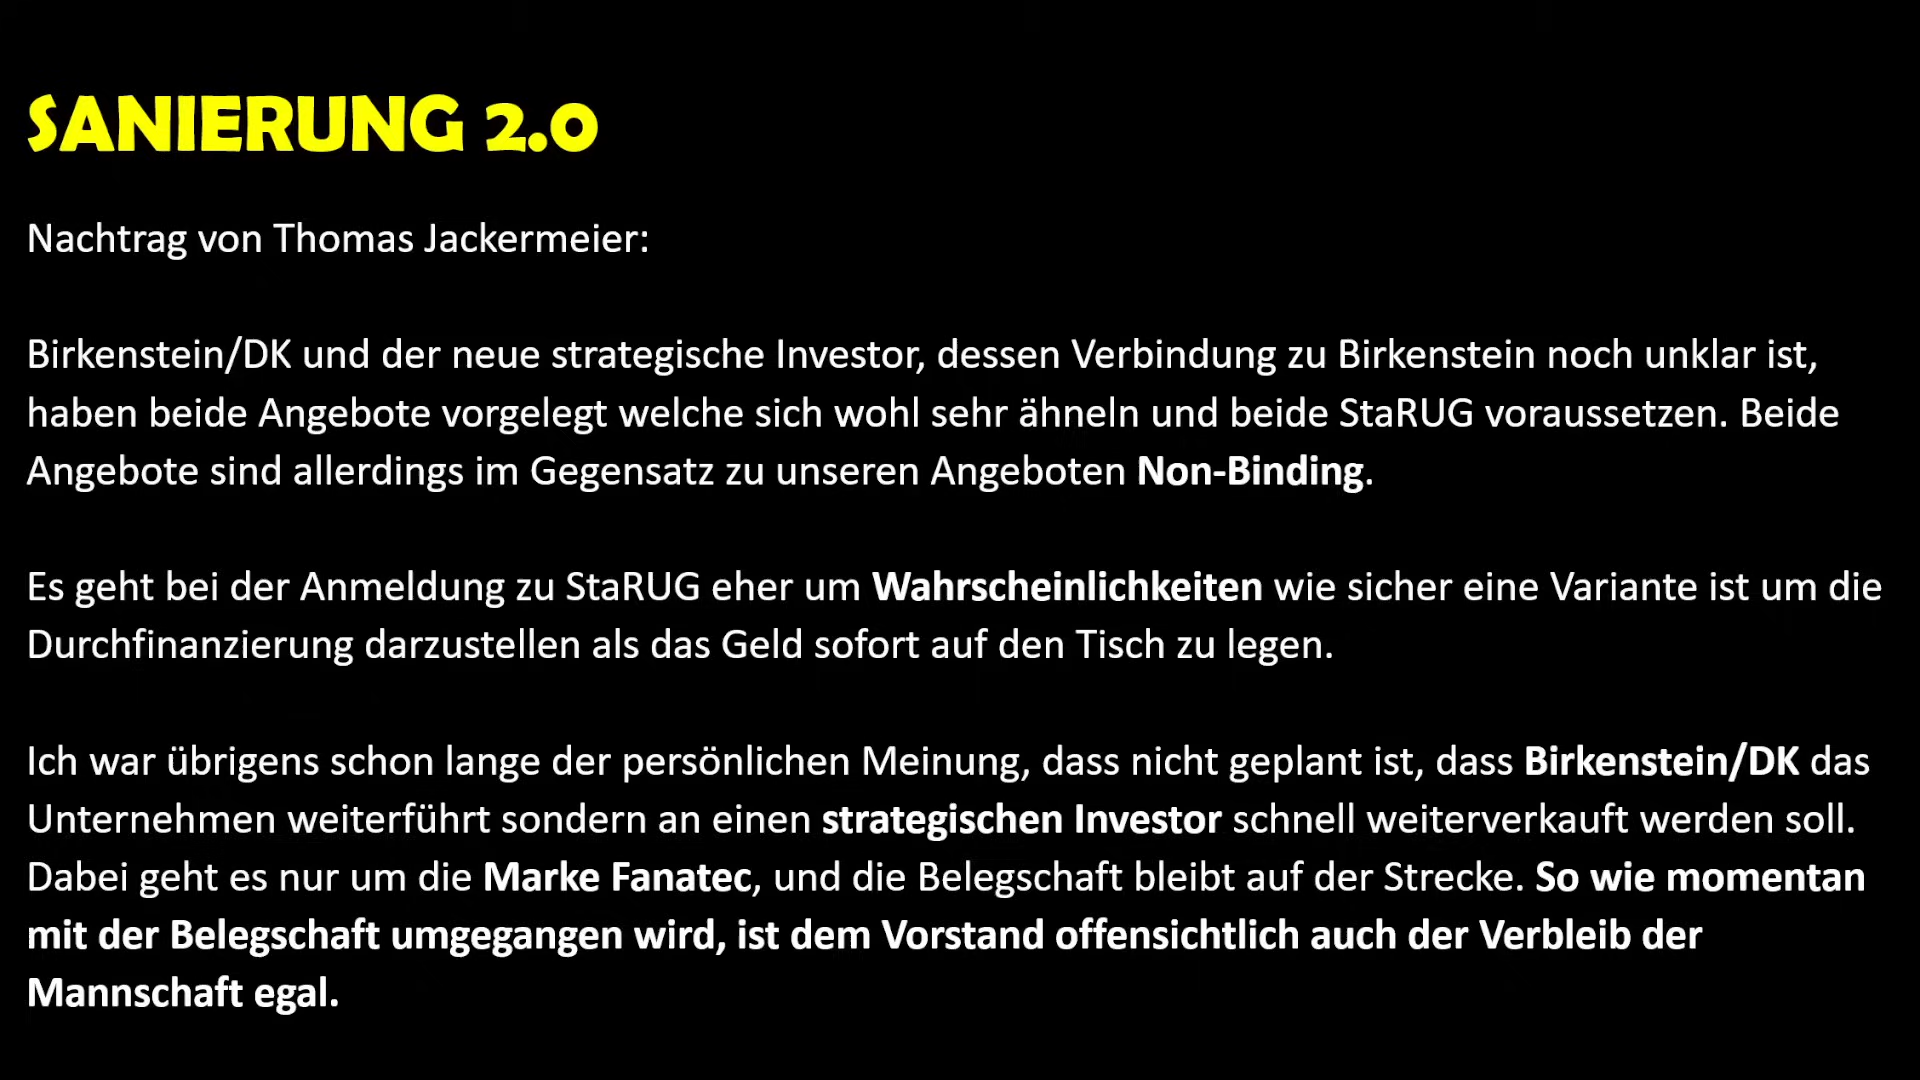 SANIERUNG 2.0
Nachtrag von Thomas Jackermeier:
Birkenstein/DK und der neue strategische Investor, dessen Verbindung zu Birkenstein noch unklar ist,
haben beide Angebote vorgelegt welche sich wohl sehr ähneln und beide StaRUG voraussetzen. Beide
Angebote sind allerdings im Gegensatz zu unseren Angeboten Non-Binding.
Es geht bei der Anmeldung zu StaRUG eher um Wahrscheinlichkeiten wie sicher eine Variante ist um die
Durchfinanzierung darzustellen als das Geld sofort auf den Tisch zu legen.
Ich war übrigens schon lange der persönlichen Meinung, dass nicht geplant ist, dass Birkenstein/DK das
Unternehmen weiterführt sondern an einen strategischen Investor schnell weiterverkauft werden soll.
Dabei geht es nur um die Marke Fanatec, und die Belegschaft bleibt auf der Strecke. So wie momentan
mit der Belegschaft umgegangen wird, ist dem Vorstand offensichtlich auch der Verbleib der
Mannschaft egal.